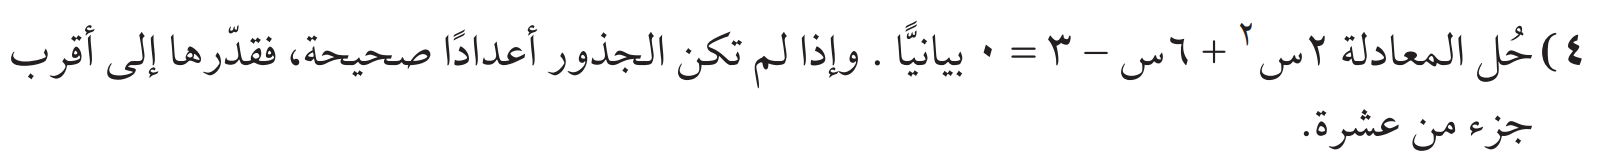 ٤) حُل المعادلة ٢س٢ + ٦س − ٣ = ٠ بيانيًّا . وإذا لم تكن الجذور أعدادًا صحيحة، فقدّرها إلى أقرب
جزء من عشرة.